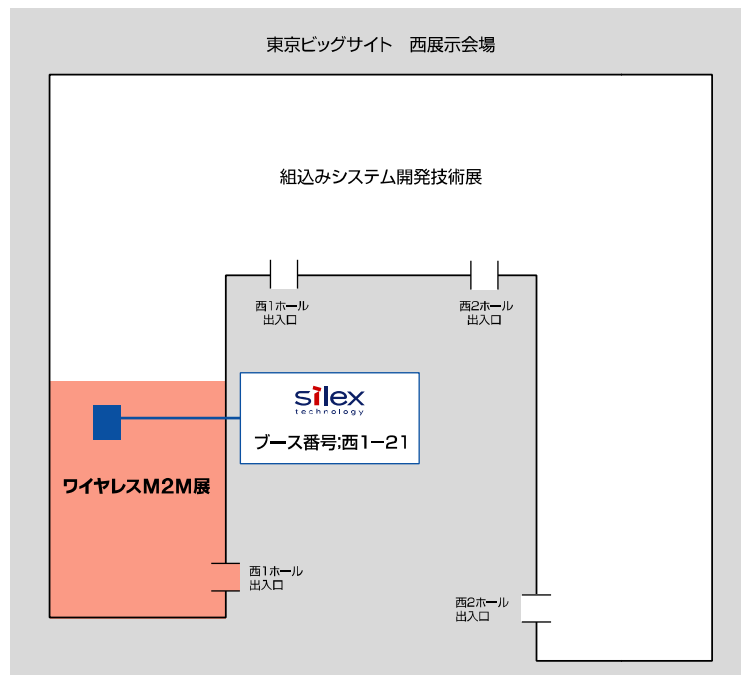 東京ビッグサイト　西展示会場
組込みシステム開発技術展
西1ホール
出入口
西2ホール
出入口
silex
technology
ブース番号;西1－21
ワイヤレスM2M展
西1ホール
出入口
西2ホール
出入口